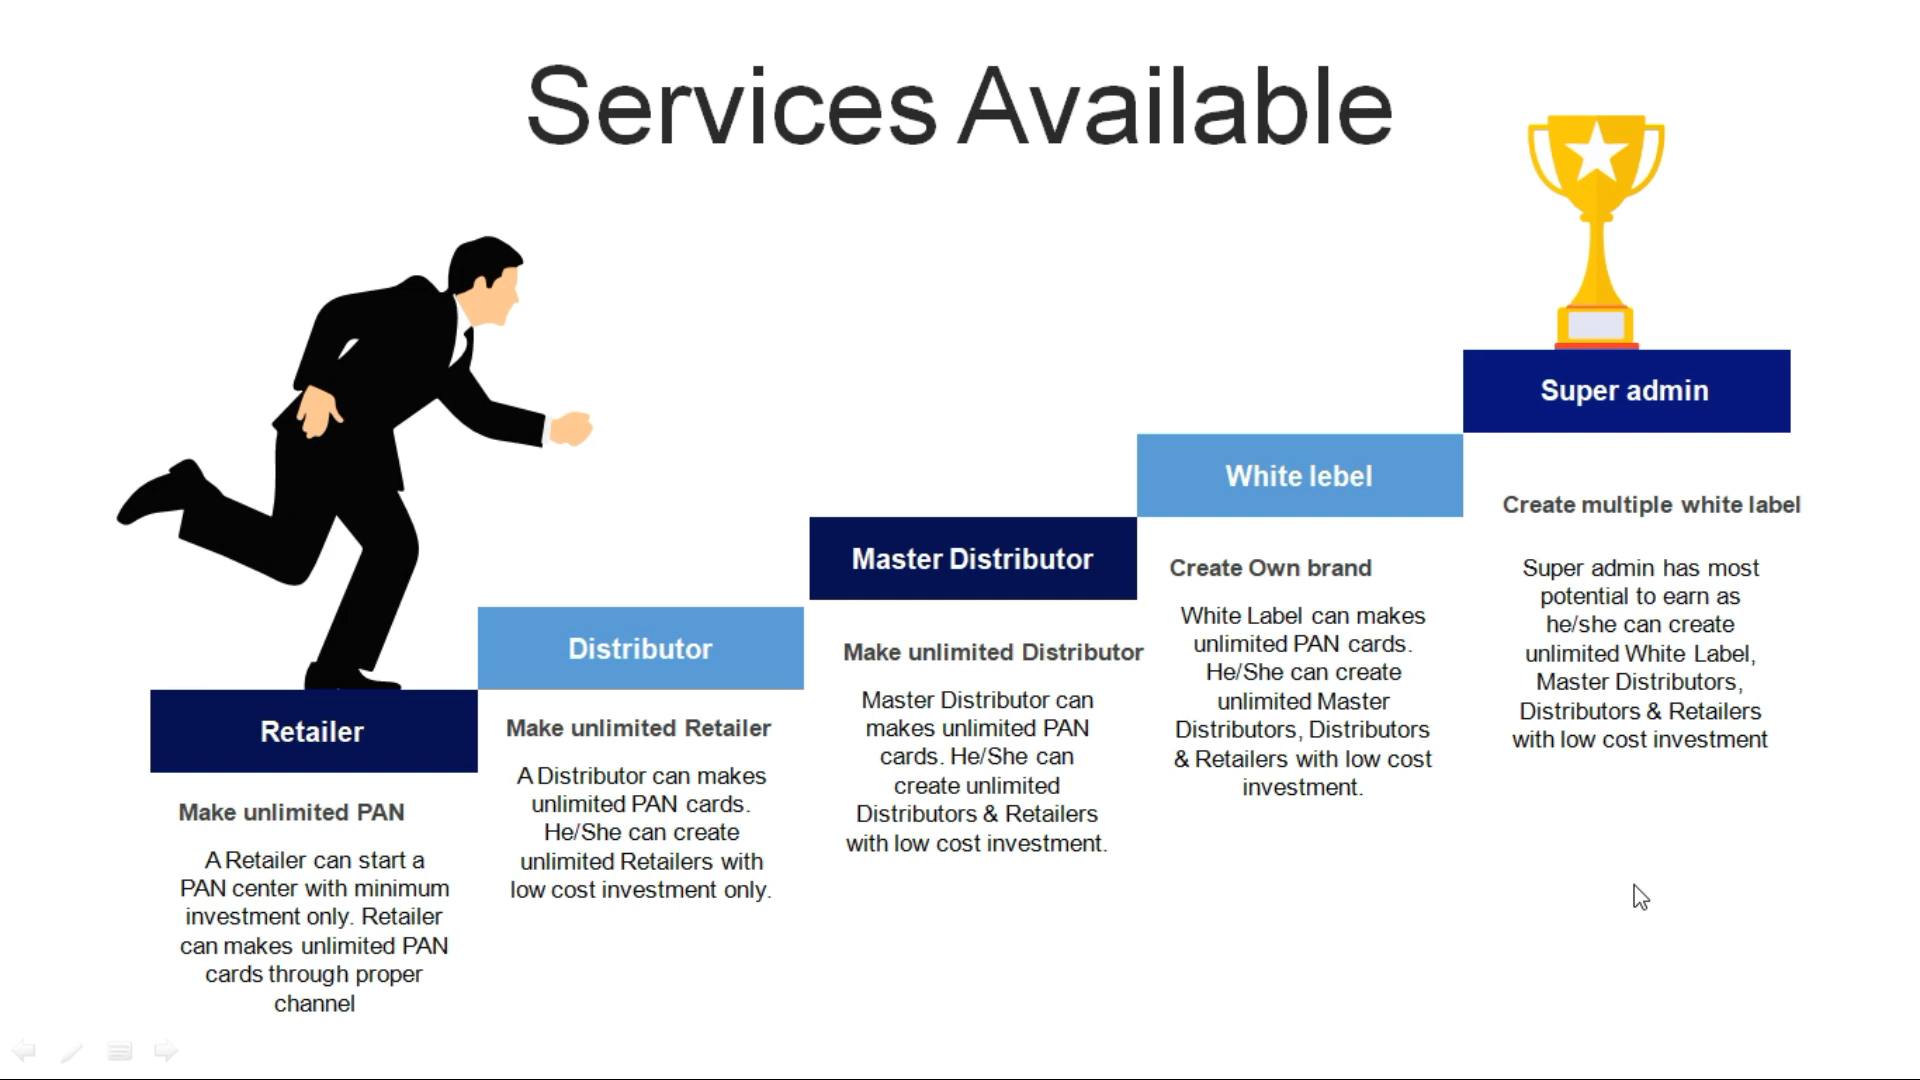 Services Available
Super admin
White lebel
Create multiple white label
Master Distributor
Create Own brand
Super admin has most
potential to earn as
he/she can create
unlimited White Label,
Master Distributors,
Distributors & Retailers
with low cost investment
White Label can makes
unlimited PAN cards.
He/She can create
unlimited Master
Distributors, Distributors
& Retailers with low cost
investment.
Distributor
Make unlimited Distributor
Master Distributor can
makes unlimited PAN
cards. He/She can
create unlimited
Distributors & Retailers
with low cost investment.
Retailer
Make unlimited Retailer
A Distributor can makes
unlimited PAN cards.
He/She can create
unlimited Retailers with
low cost investment only.
Make unlimited PAN
A Retailer can start a
PAN center with minimum
investment only. Retailer
can makes unlimited PAN
cards through proper
channel